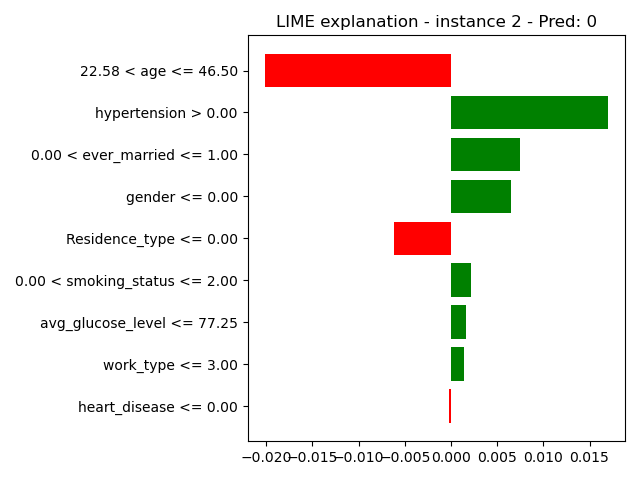 LIME explanation - instance 2 - Pred: 0
22.58 < age <= 46.50
hypertension > 0.00
0.00 < ever_married <= 1.00
gender <= 0.00
Residence_type <= 0.00
0.00 < smoking_status <= 2.00
avg_glucose_level <= 77.25
work_type <= 3.00
heart_disease <= 0.00
−0.020 −0.015 −0.010 −0.005 0.000 0.005 0.010 0.015